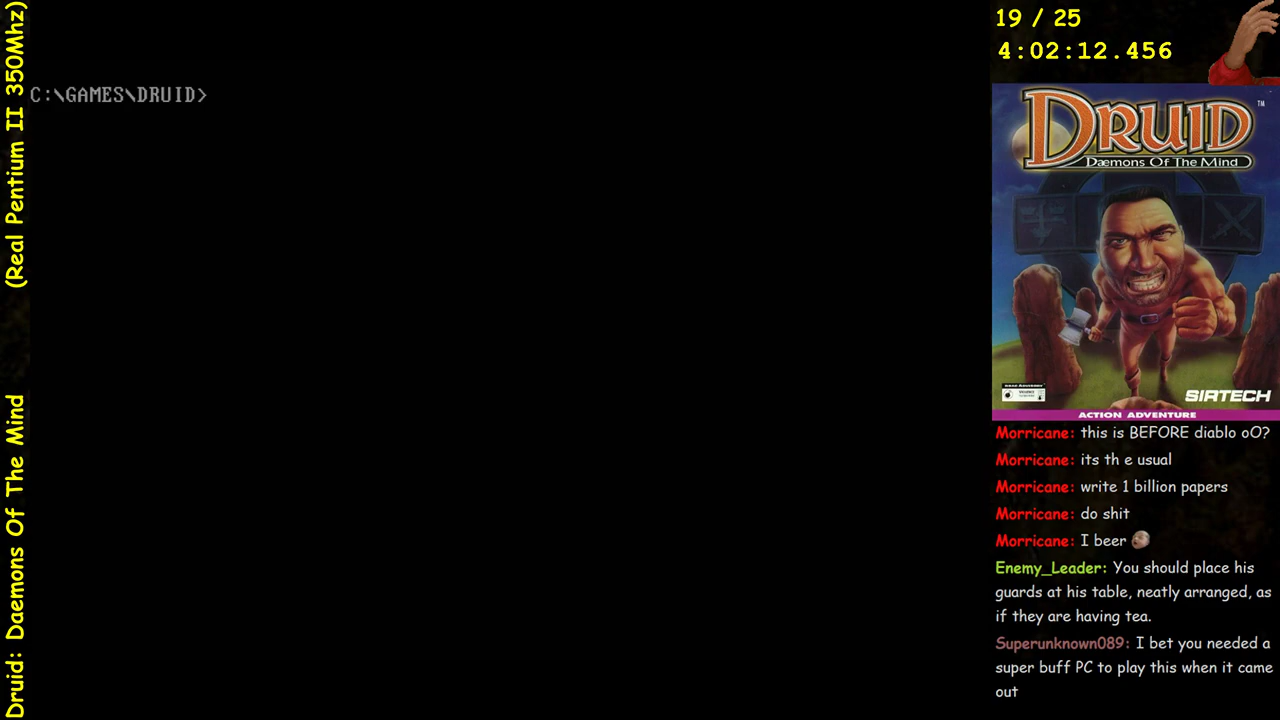 (Real Pentium II 350Mhz)
Druid: Daemons Of The Mind
C:\GAMES\DRUID>
19 / 25
4:02:12.456
DRUID
TM
Dæmons Of The Mind
SIRTECH
ACTION ADVENTURE
Morricane: this is BEFORE diablo oO?
Morricane: its th e usual
Morricane: write 1 billion papers
Morricane: do shit
Morricane: I beer
Enemy_Leader: You should place his
guards at his table, neatly arranged, as
if they are having tea.
Superunknown089: I bet you needed a
super buff PC to play this when it came
out